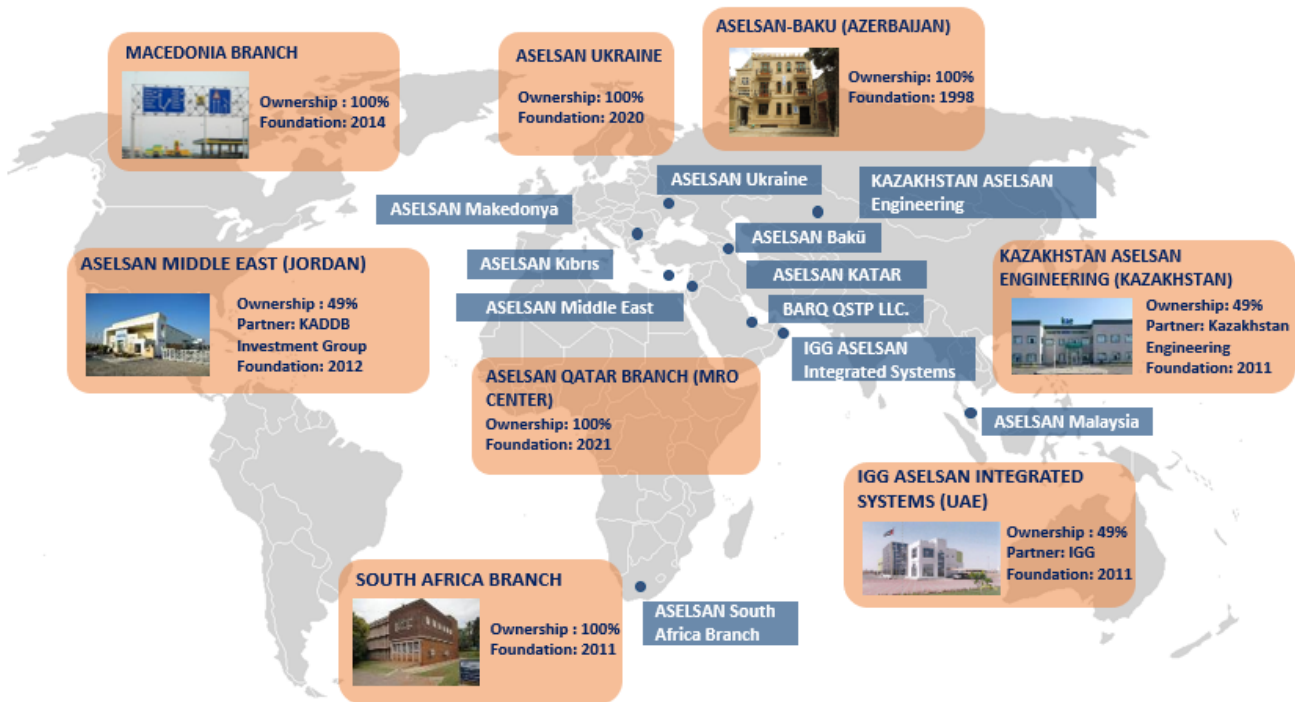 MACEDONIA BRANCH
Ownership : 100%
Foundation: 2014
ASELSAN UKRAINE
Ownership: 100%
Foundation: 2020
ASELSAN-BAKU (AZERBAIJAN)
Ownership: 100%
Foundation: 1998
ASELSAN Ukraine
KAZAKHSTAN ASELSAN
Engineering
ASELSAN Makedonya
ASELSAN Bakü
ASELSAN Kıbrıs
ASELSAN KATAR
ASELSAN Middle East
BARQ QSTP LLC.
IGG ASELSAN
Integrated Systems
ASELSAN MIDDLE EAST (JORDAN)
Ownership : 49%
Partner: KADDB
Investment Group
Foundation: 2012
KAZAKHSTAN ASELSAN
ENGINEERING (KAZAKHSTAN)
kae
Ownership: 49%
Partner: Kazakhstan
Engineering
Foundation: 2011
ASELSAN QATAR BRANCH (MRO
CENTER)
Ownership: 100%
Foundation: 2021
ASELSAN Malaysia
IGG ASELSAN INTEGRATED
SYSTEMS (UAE)
Ownership : 49%
Partner: IGG
Foundation: 2011
SOUTH AFRICA BRANCH
Ownership : 100%
Foundation: 2011
ASELSAN South
Africa Branch